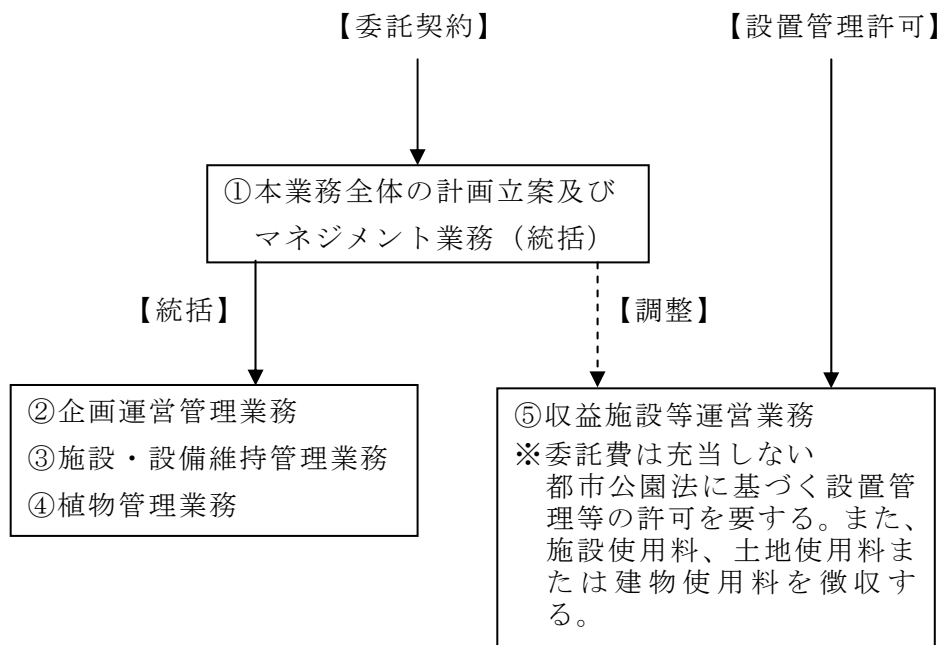 【委託契約】
【設置管理許可】
①本業務全体の計画立案及び
マネジメント業務（統括）
【統括】
【調整】
②企画運営管理業務
③施設・設備維持管理業務
④植物管理業務
⑤収益施設等運営業務
※委託費は充当しない
都市公園法に基づく設置管
理等の許可を要する。また、
施設使用料、土地使用料ま
たは建物使用料を徴収す
る。